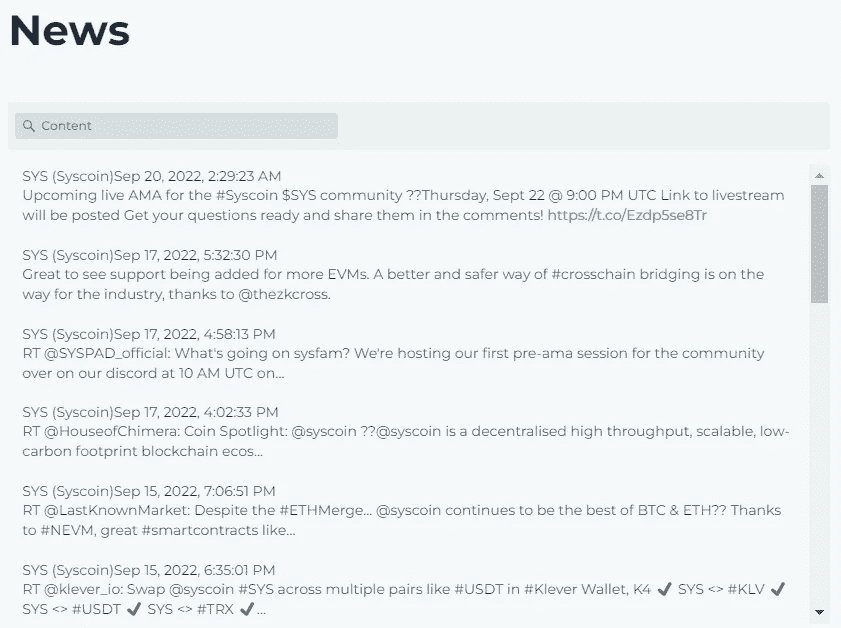 News
Content
SYS (Syscoin)Sep 20, 2022, 2:29:23 AM
Upcoming live AMA for the #Syscoin $SYS community ??Thursday, Sept 22 @ 9:00 PM UTC Link to livestream
will be posted Get your questions ready and share them in the comments! https://t.co/Ezdp5se8Tr
SYS (Syscoin)Sep 17, 2022, 5:32:30 PM
Great to see support being added for more EVMs. A better and safer way of #crosschain bridging is on the
way for the industry, thanks to @thezkcross.
SYS (Syscoin)Sep 17, 2022, 4:58:13 PM
RT @SYSPAD_official: What's going on sysfam? We're hosting our first pre-ama session for the community
over on our discord at 10 AM UTC on...
SYS (Syscoin)Sep 17, 2022, 4:02:33 PM
RT @HouseofChimera: Coin Spotlight: @syscoin ??@syscoin is a decentralised high throughput, scalable, low-
carbon footprint blockchain ecos...
SYS (Syscoin)Sep 15, 2022, 7:06:51 PM
RT @LastKnownMarket: Despite the #ETHMerge... @syscoin continues to be the best of BTC & ETH?? Thanks
to #NEVM, great #smartcontracts like...
SYS (Syscoin)Sep 15, 2022, 6:35:01 PM
RT @klever_io: Swap @syscoin #SYS across multiple pairs like #USDT in #Klever Wallet, K4 ✔ SYS <> #KLV ✔
SYS <> #USDT ✔ SYS <> #TRX ✔...